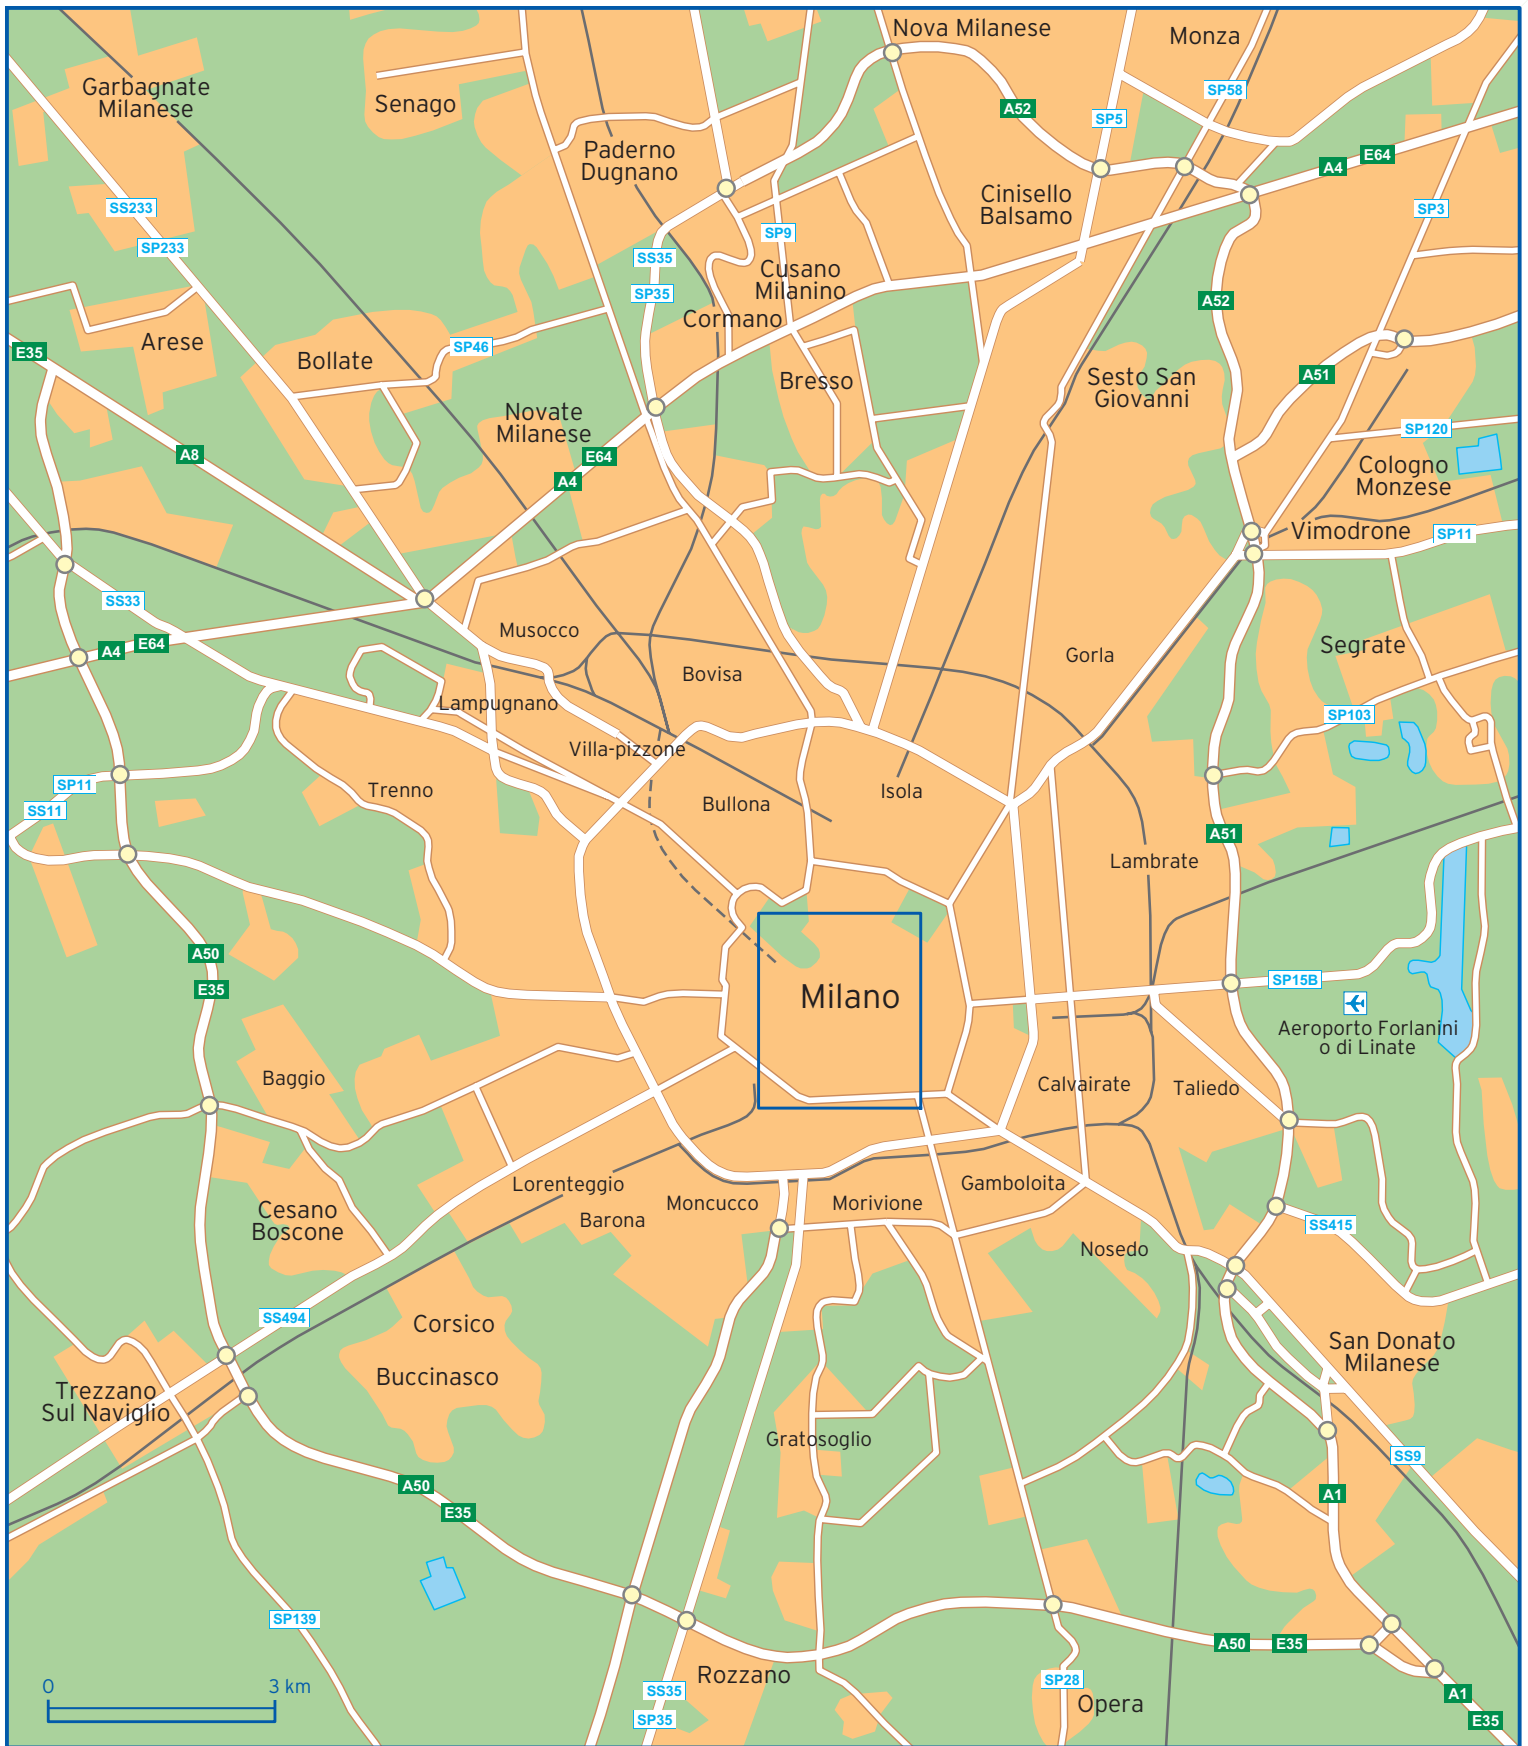 Nova Milanese
Monza
Garbagnate
Milanese
Senago
SP58
A52
SP5
Paderno
Dugnano
A4
E64
Cinisello
Balsamo
SS233
SP3
SP233
SP9
SS35
Cusano
Milanino
SP35
A52
Cormano
E35
Arese
Bollate
SP46
Bresso
Sesto San
Giovanni
A51
Novate
Milanese
SP120
A8
E64
A4
Cologno
Monzese
Vimodrone
SP11
SS33
Musocco
A4
E64
Segrate
Gorla
Bovisa
Lampugnano
SP103
Villa-pizzone
SP11
Trenno
Isola
SS11
Bullona
A51
Lambrate
A50
E35
Milano
SP15B
Aeroporto Forlanini
o di Linate
Baggio
Calvairate
Taliedo
Lorenteggio
Gamboloita
Moncucco
Morivione
Cesano
Boscone
Barona
SS415
Nosedo
SS494
Corsico
San Donato
Milanese
Buccinasco
Trezzano
Sul Naviglio
Gratosoglio
SS9
A50
A1
E35
SP139
A50
E35
Rozzano
SP28
0
3 km
SS35
A1
Opera
SP35
E35